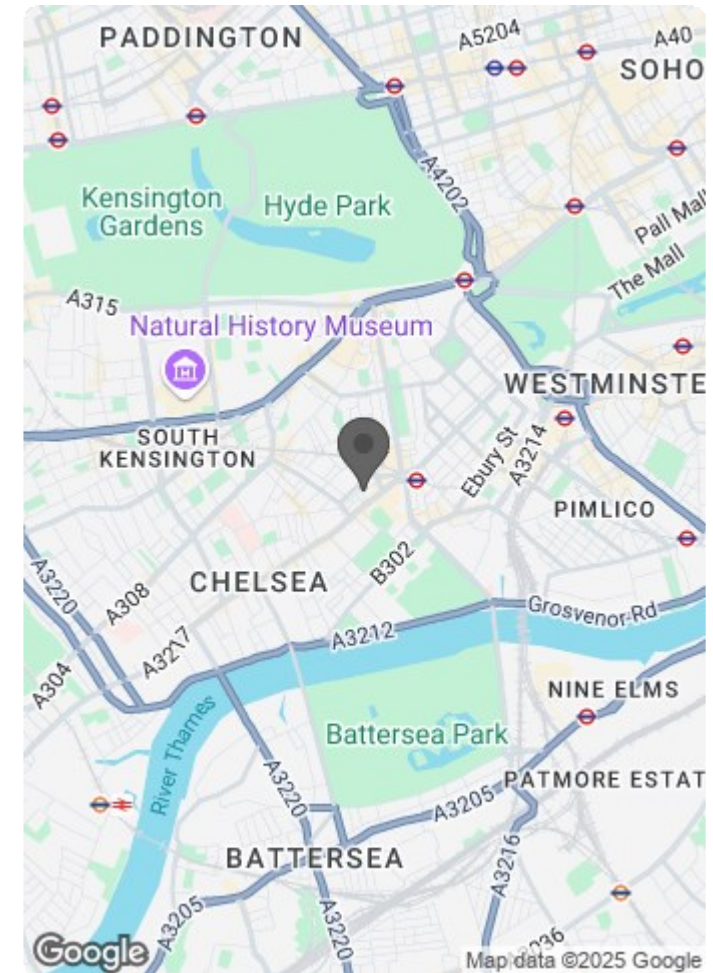 PADDINGTON
A5204
A40
SOHO
A4202
Kensington
Gardens
Hyde Park
Pall Mall
The Mall
A315
Natural History Museum
WESTMINSTE
SOUTH
KENSINGTON
Ebury St
A3214
PIMLICO
A3220
A308
CHELSEA
B302
A304
A3217
A3212
Grosvenor Rd
NINE ELMS
River Thames
Battersea Park
A3220
A3205
PATMORE ESTAT
BATTERSEA
A3216
A3205
A3220
A3036
Google
Map data ©2025 Google